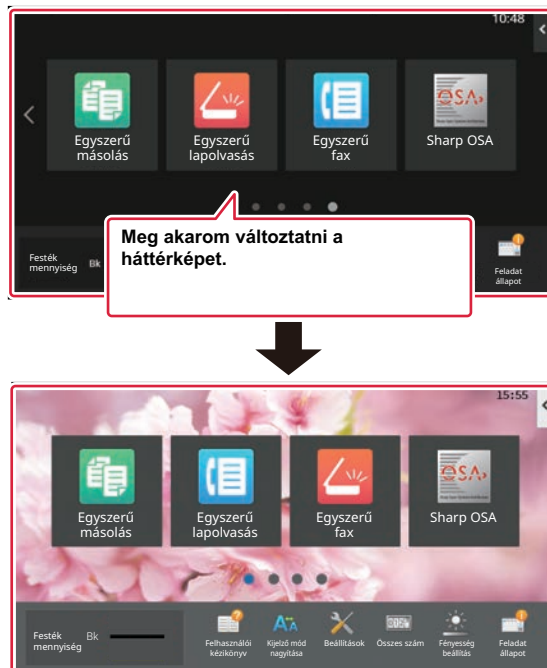 10:48
Egyszerű
másolás
Egyszerű
lapolvasás
Egyszerű
fax
Sharp OSA
OSA
Meg akarom változtatni a
háttérképet.
Festék
mennyiség
Bk
Feladat
állapot
15:55
Egyszerű
másolás
Egyszerű
lapolvasás
Egyszerű
fax
Sharp OSA
OSA
Festék
mennyiség
Bk
Felhasználói
kézikönyv
Kijelző mód
nagyítása
Beállítások
Összes szám
Fényesség
beállítás
Feladat
állapot